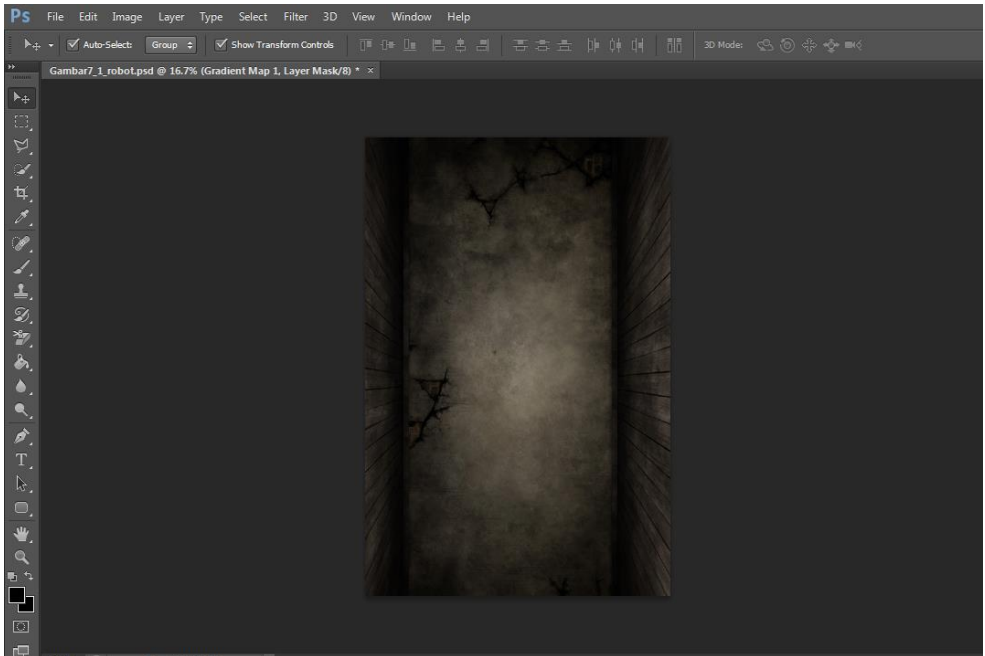 Ps File Edit Image Layer Type Select Filter 3D View Window Help
Auto-Select: Group Show Transform Controls 3D Mode:
Gambar7_1_robot.psd @ 16.7% (Gradient Map 1, Layer Mask/8) * ×
T